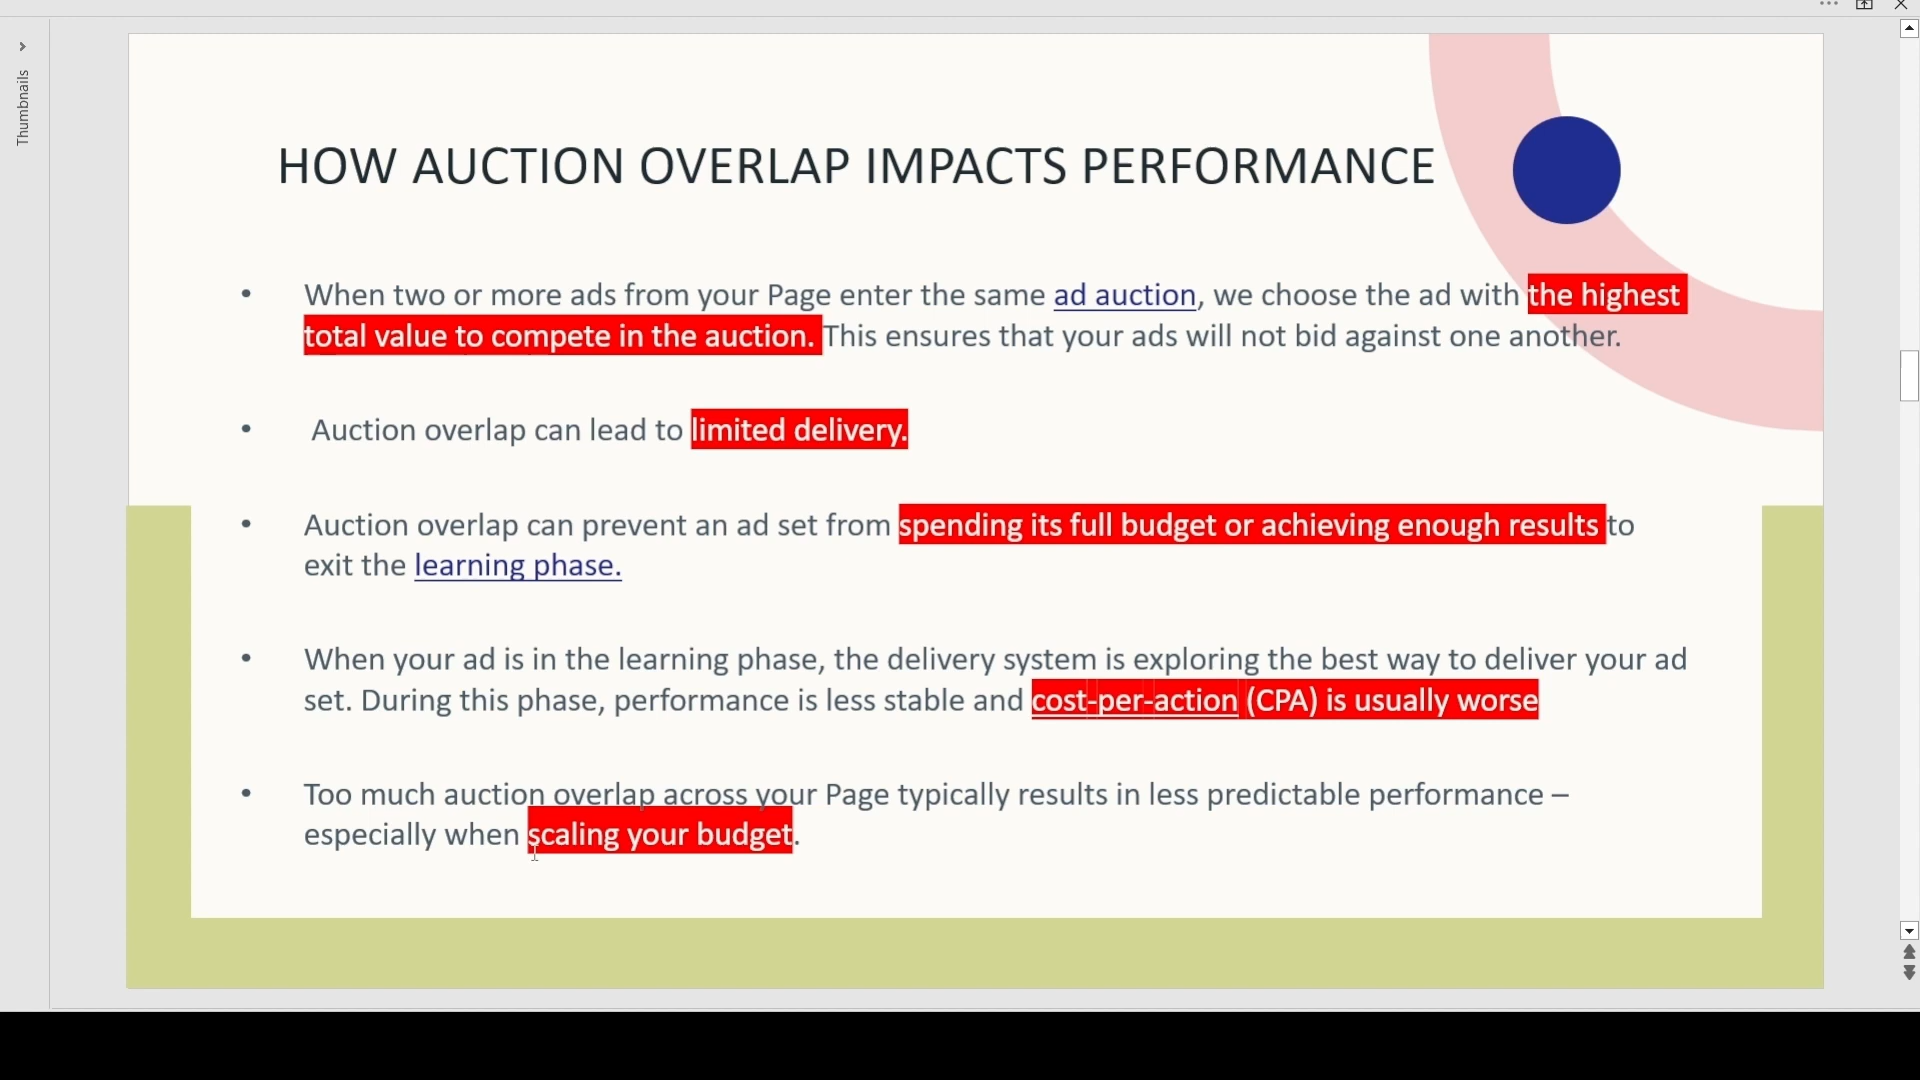 Thumbnails
HOW AUCTION OVERLAP IMPACTS PERFORMANCE
• When two or more ads from your Page enter the same ad auction, we choose the ad with the highest
total value to compete in the auction. This ensures that your ads will not bid against one another.
• Auction overlap can lead to limited delivery.
• Auction overlap can prevent an ad set from spending its full budget or achieving enough results to
exit the learning phase.
• When your ad is in the learning phase, the delivery system is exploring the best way to deliver your ad
set. During this phase, performance is less stable and cost-per-action (CPA) is usually worse
• Too much auction overlap across your Page typically results in less predictable performance –
especially when scaling your budget.